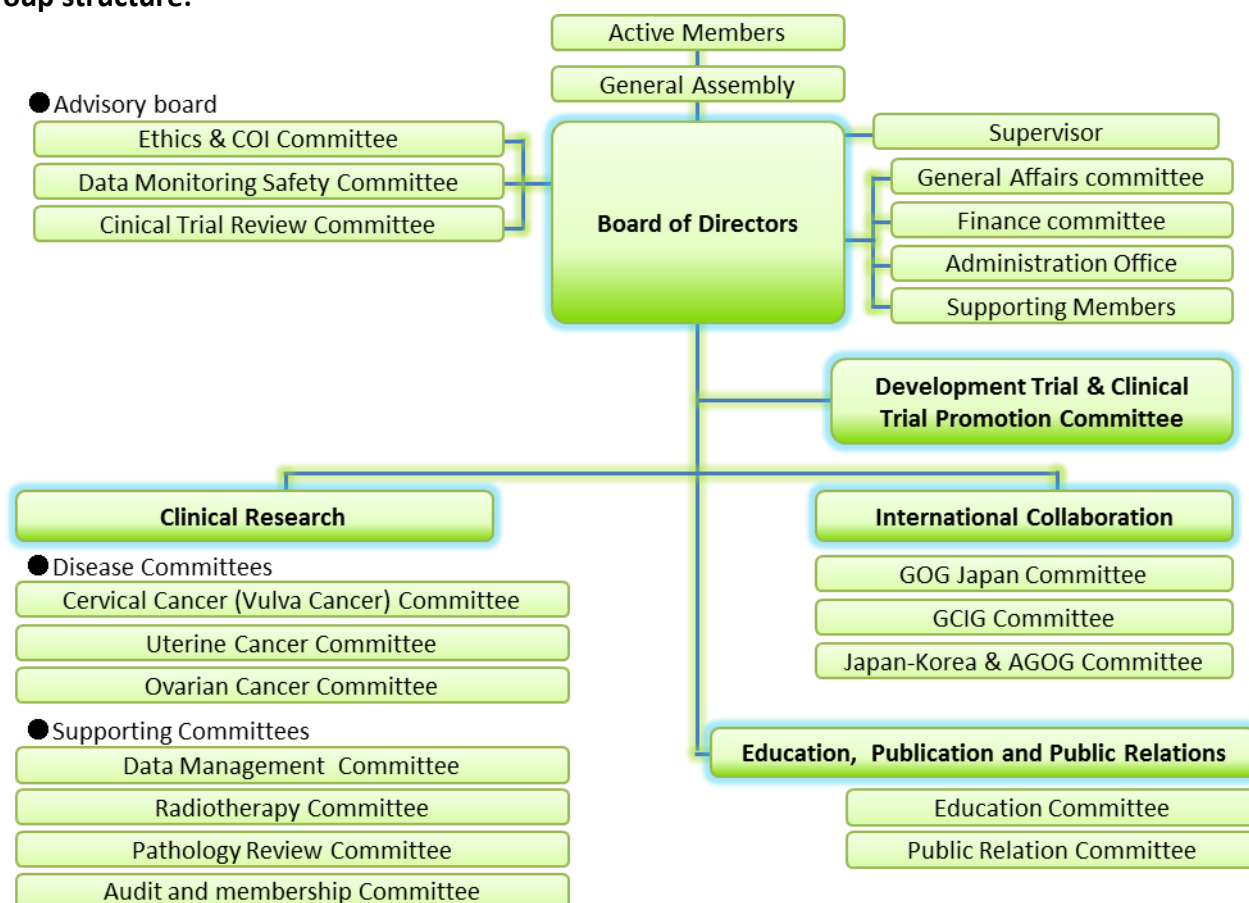 oup structure:
Active Members
General Assembly
●Advisory board
Ethics & COI Committee
Data Monitoring Safety Committee
Cinical Trial Review Committee
Board of Directors
Supervisor
General Affairs committee
Finance committee
Administration Office
Supporting Members
Development Trial & Clinical
Trial Promotion Committee
Clinical Research
●Disease Committees
Cervical Cancer (Vulva Cancer) Committee
Uterine Cancer Committee
Ovarian Cancer Committee
●Supporting Committees
Data Management Committee
Radiotherapy Committee
Pathology Review Committee
Audit and membership Committee
International Collaboration
GOG Japan Committee
GCIG Committee
Japan-Korea & AGOG Committee
Education, Publication and Public Relations
Education Committee
Public Relation Committee